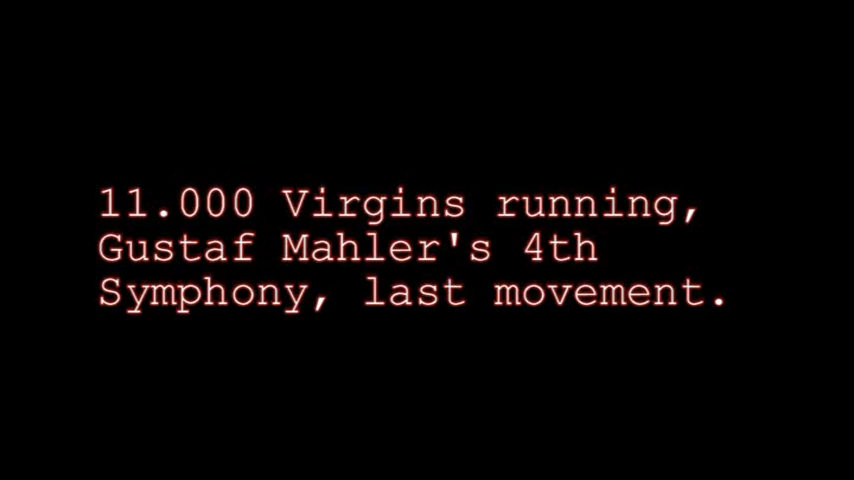 11.000 Virgins running,
Gustaf Mahler's 4th
Symphony, last movement.